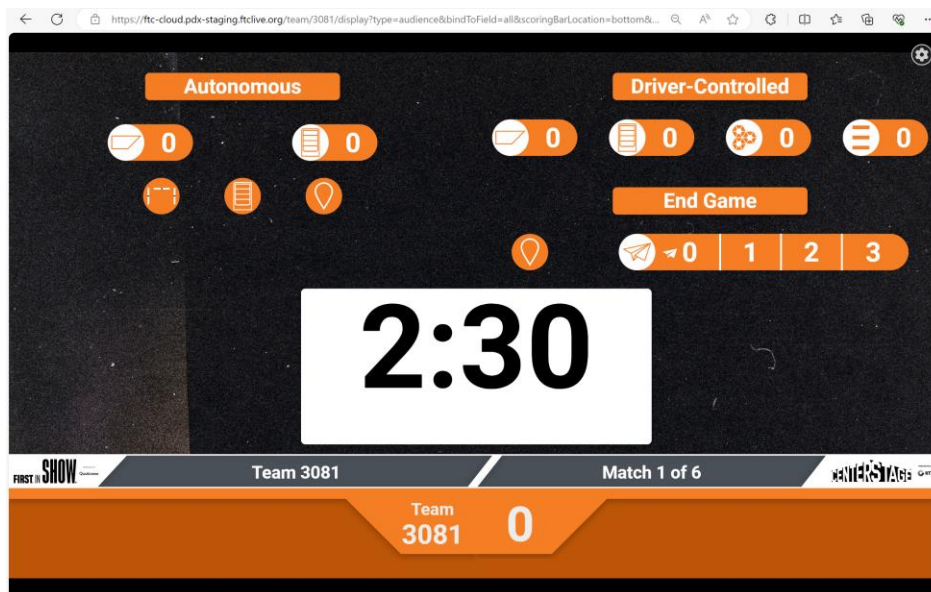 https://ftc-cloud.pdx-staging.ftclive.org/team/3081/display?type=audience&bindToField=all&scoringBarLocation=bottom&...
Autonomous
Driver-Controlled
0 0 0 0 0 0
End Game
0 1 2 3
2:30
FIRST IN SHOW Team 3081 Match 1 of 6 CENTERSTAGE
Team
3081 0